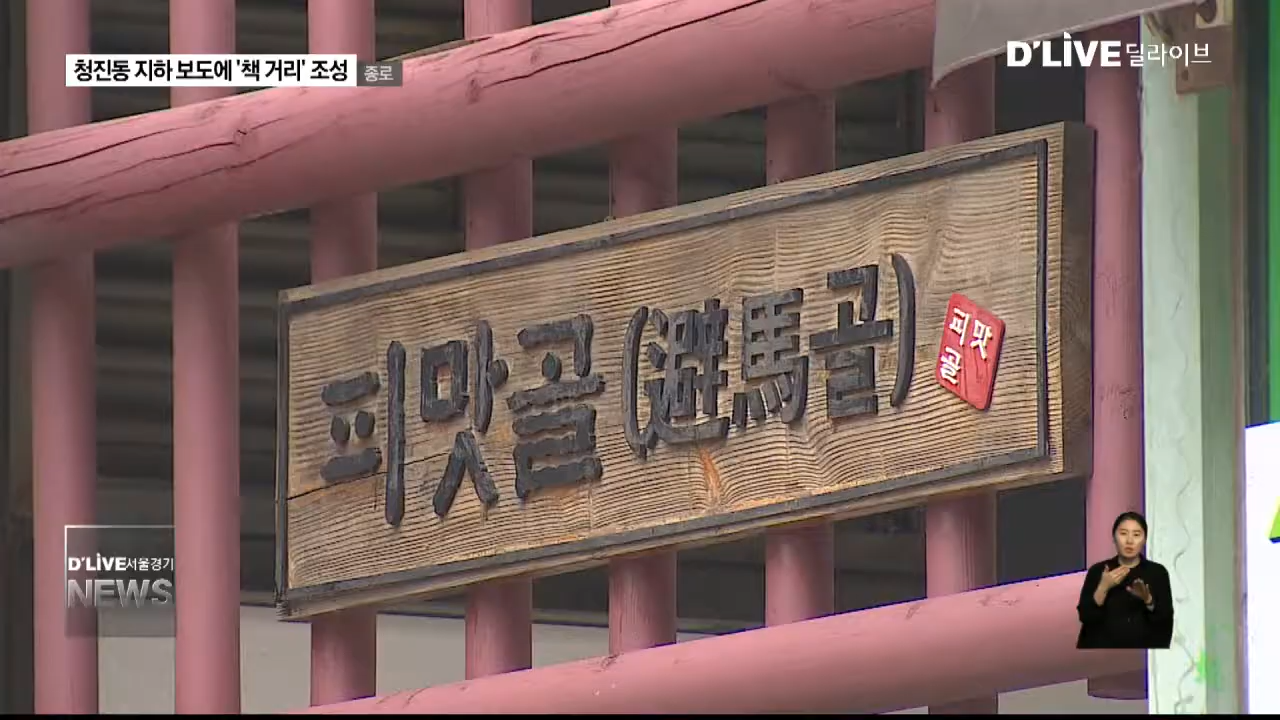 청진동 지하 보도에 '책 거리' 조성 종로
D'LIVE 딜라이브
피맛골(避馬골)
피맛
골
D'LIVE 서울경기
NEWS